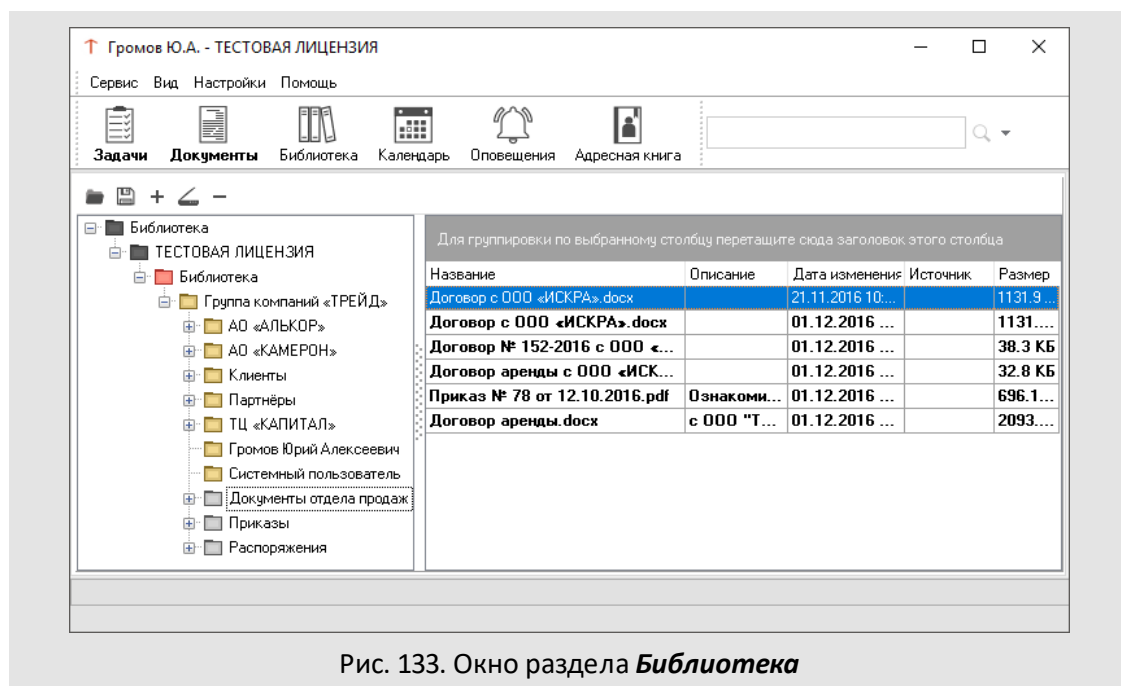 Громов Ю.А. - ТЕСТОВАЯ ЛИЦЕНЗИЯ
Сервис Вид Настройки Помощь
Задачи Документы Библиотека Календарь Оповещения Адресная книга
Библиотека
ТЕСТОВАЯ ЛИЦЕНЗИЯ
Библиотека
Группа компаний «ТРЕЙД»
АО «АЛЬКОР»
АО «КАМЕРОН»
Клиенты
Партнёры
ТЦ «КАПИТАЛ»
Громов Юрий Алексеевич
Системный пользователь
Документы отдела продаж
Приказы
Распоряжения
Для группировки по выбранному столбцу перетащите сюда заголовок этого столбца
Название Описание Дата изменения Источник Размер
Договор с ООО «ИСКРА».docx 21.11.2016 10:... 1131.9 ...
Договор с ООО «ИСКРА».docx 01.12.2016 ... 1131....
Договор № 152-2016 с ООО «... 01.12.2016 ... 38.3 КБ
Договор аренды с ООО «ИСК... 01.12.2016 ... 32.8 КБ
Приказ № 78 от 12.10.2016.pdf Ознакоми... 01.12.2016 ... 696.1...
Договор аренды.docx с ООО "Т... 01.12.2016 ... 2093....
Рис. 133. Окно раздела Библиотека